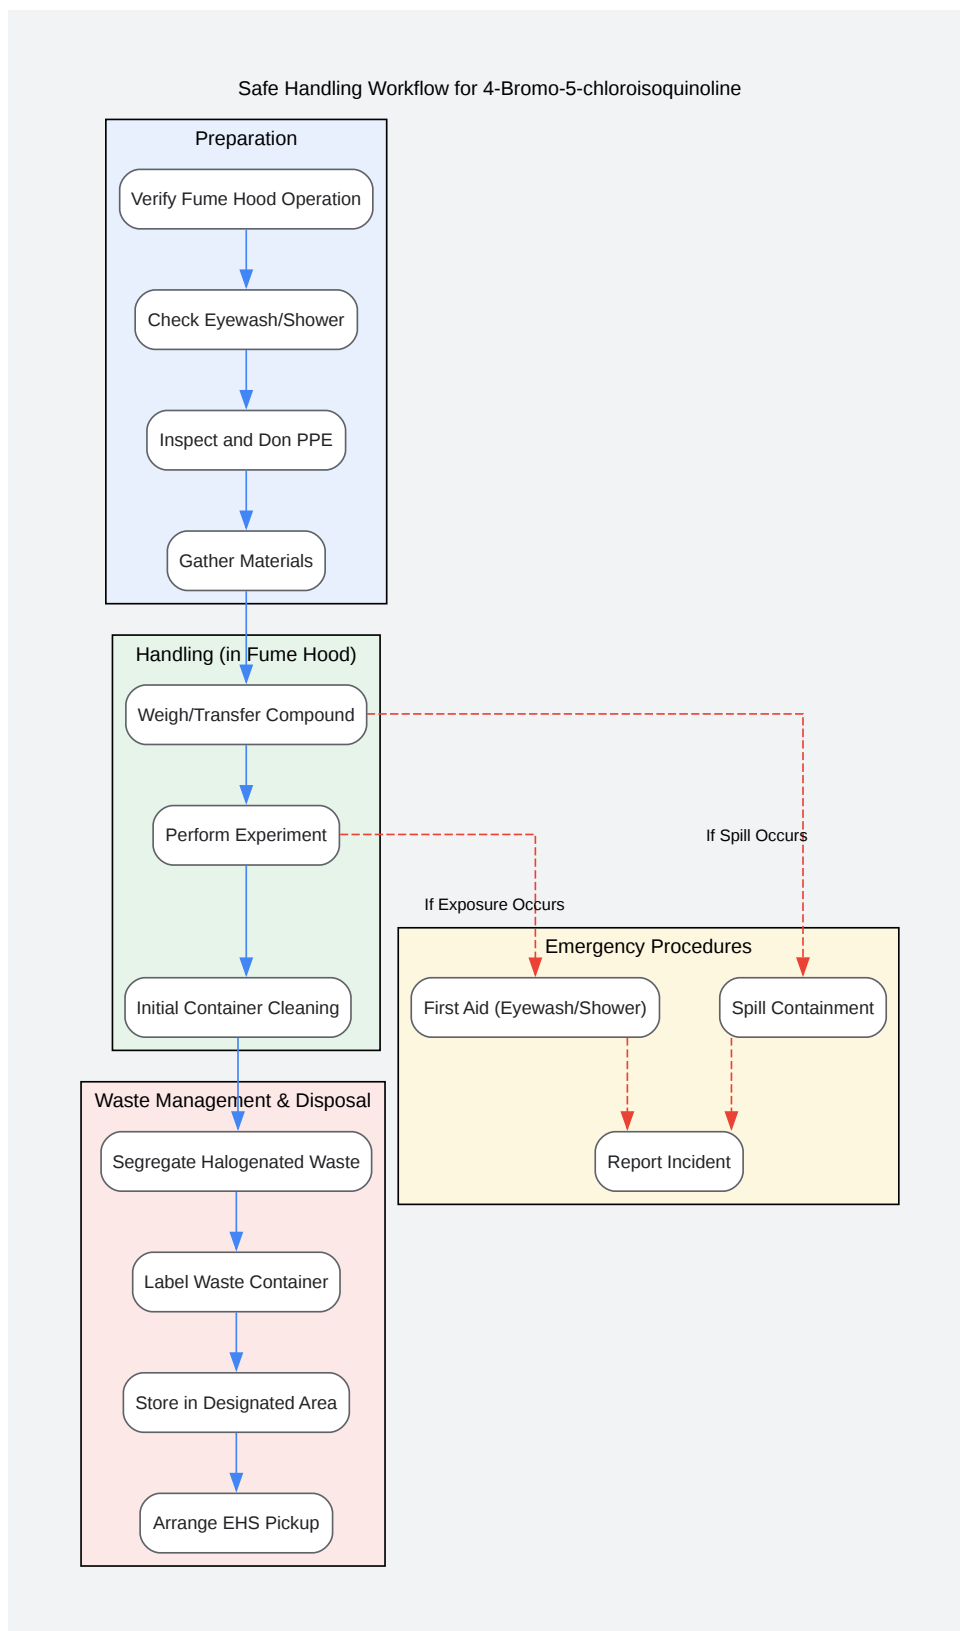 Safe Handling Workflow for 4-Bromo-5-chloroisoquinoline
Preparation
Verify Fume Hood Operation
Check Eyewash/Shower
Inspect and Don PPE
Gather Materials
Handling (in Fume Hood)
Weigh/Transfer Compound
Perform Experiment
If Spill Occurs
If Exposure Occurs
Emergency Procedures
Initial Container Cleaning
First Aid (Eyewash/Shower)
Spill Containment
Waste Management & Disposal
Segregate Halogenated Waste
Report Incident
Label Waste Container
Store in Designated Area
Arrange EHS Pickup